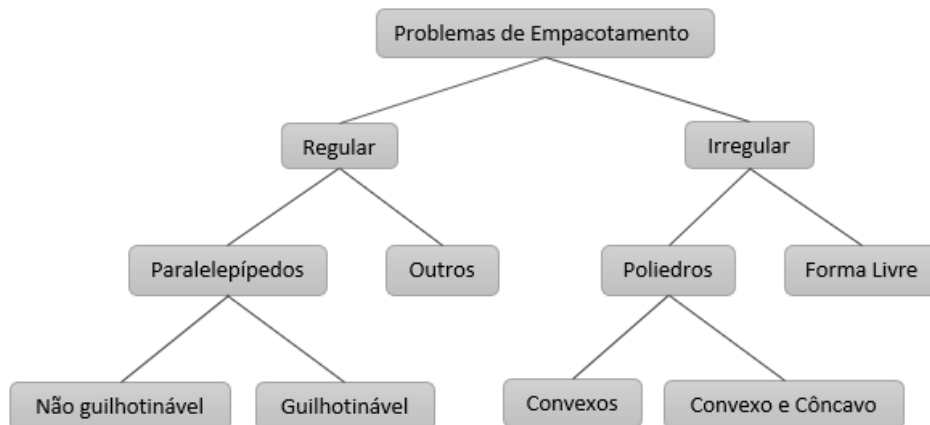 Problemas de Empacotamento
Regular
Irregular
Paralelepípedos
Outros
Poliedros
Forma Livre
Não guilhotinável
Guilhotinável
Convexos
Convexo e Côncavo